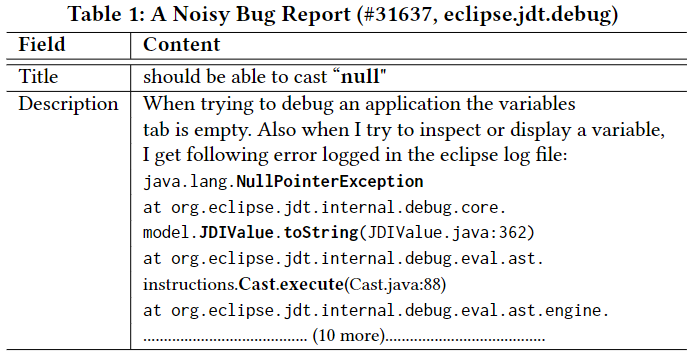 Table 1: A Noisy Bug Report (#31637, eclipse.jdt.debug)
Field Content
Title should be able to cast “null"
Description When trying to debug an application the variables
tab is empty. Also when I try to inspect or display a variable,
I get following error logged in the eclipse log file:
java.lang.NullPointerException
at org.eclipse.jdt.internal.debug.core.
model.JDIValue.toString(JDIValue.java:362)
at org.eclipse.jdt.internal.debug.eval.ast.
instructions.Cast.execute(Cast.java:88)
at org.eclipse.jdt.internal.debug.eval.ast.engine.
........................................ (10 more).......................................